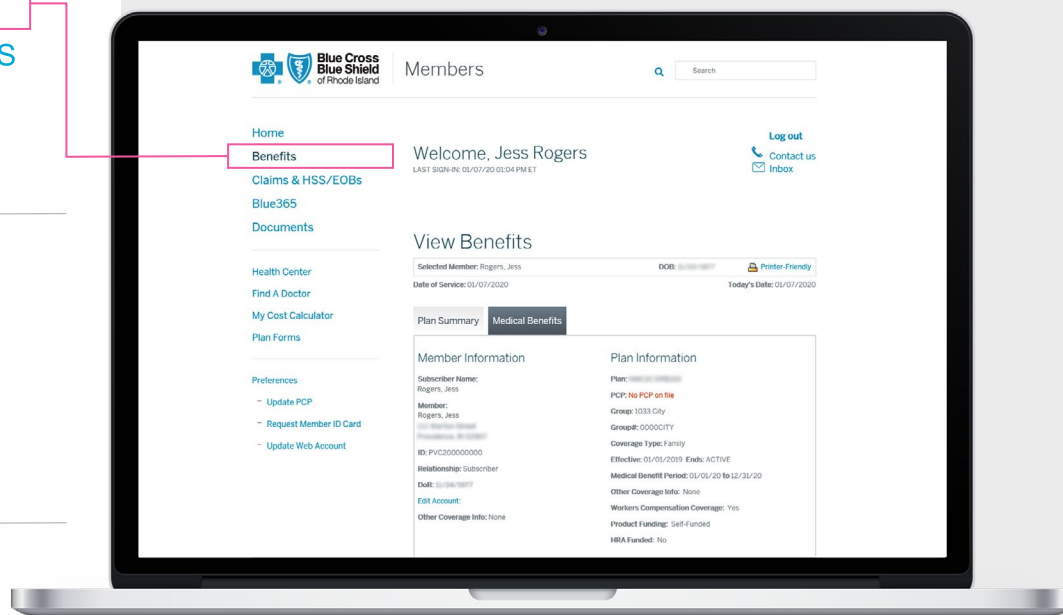 S
Blue Cross
Blue Shield
of Rhode Island
Members
Search
Home
Benefits
Claims & HSS/EOBs
Blue365
Documents
Health Center
Find A Doctor
My Cost Calculator
Plan Forms
Preferences
- Update PCP
- Request Member ID Card
- Update Web Account
Welcome, Jess Rogers
LAST SIGN-IN: 01/07/20 01:04 PM ET
Log out
Contact us
Inbox
View Benefits
Selected Member: Rogers, Jess DOB: Printer-Friendly
Date of Service: 01/07/2020 Today's Date: 01/07/2020
Plan Summary Medical Benefits
Member Information
Subscriber Name:
Rogers, Jess
Member:
Rogers, Jess
ID: PVC200000000
Relationship: Subscriber
DoB:
Edit Account:
Other Coverage Info: None
Plan Information
Plan:
PCP: No PCP on file
Group: 1033 City
Group#: 0000CITY
Coverage Type: Family
Effective: 01/01/2019 Ends: ACTIVE
Medical Benefit Period: 01/01/20 to 12/31/20
Other Coverage Info: None
Workers Compensation Coverage: Yes
Product Funding: Self-Funded
HRA Funded: No